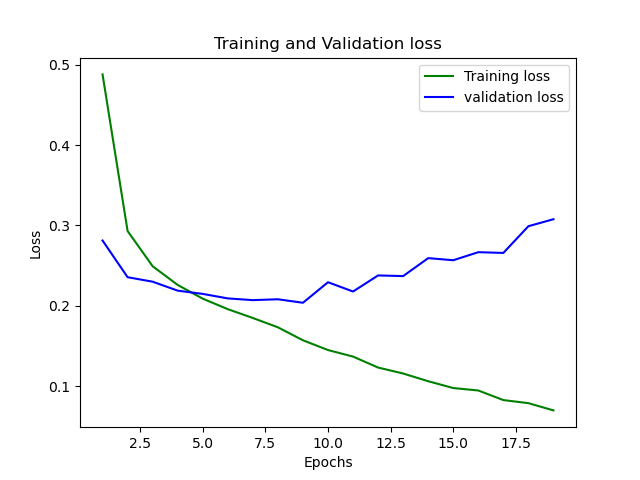 Training and Validation loss
Training loss
validation loss
0.5
0.4
0.3
0.2
0.1
Loss
2.5 5.0 7.5 10.0 12.5 15.0 17.5
Epochs